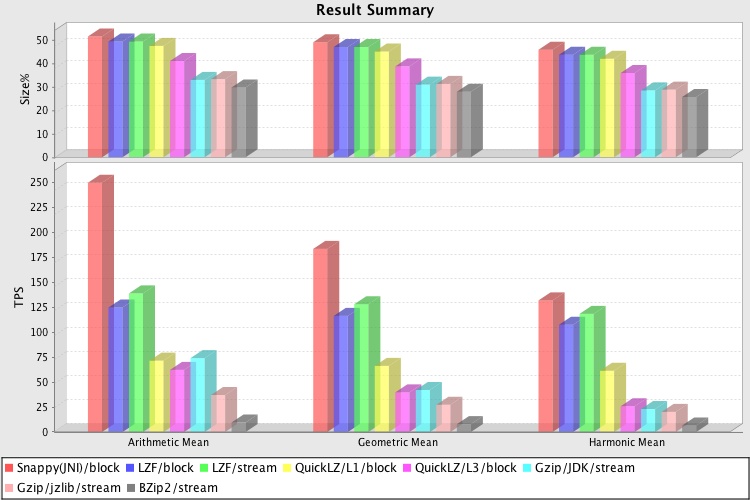 Result Summary
Size%
50
40
30
20
10
0
TPS
250
225
200
175
150
125
100
75
50
25
0
Arithmetic Mean
Geometric Mean
Harmonic Mean
Snappy(JNI)/block LZF/block LZF/stream QuickLZ/L1/block QuickLZ/L3/block Gzip/JDK/stream
Gzip/jzlib/stream BZip2/stream